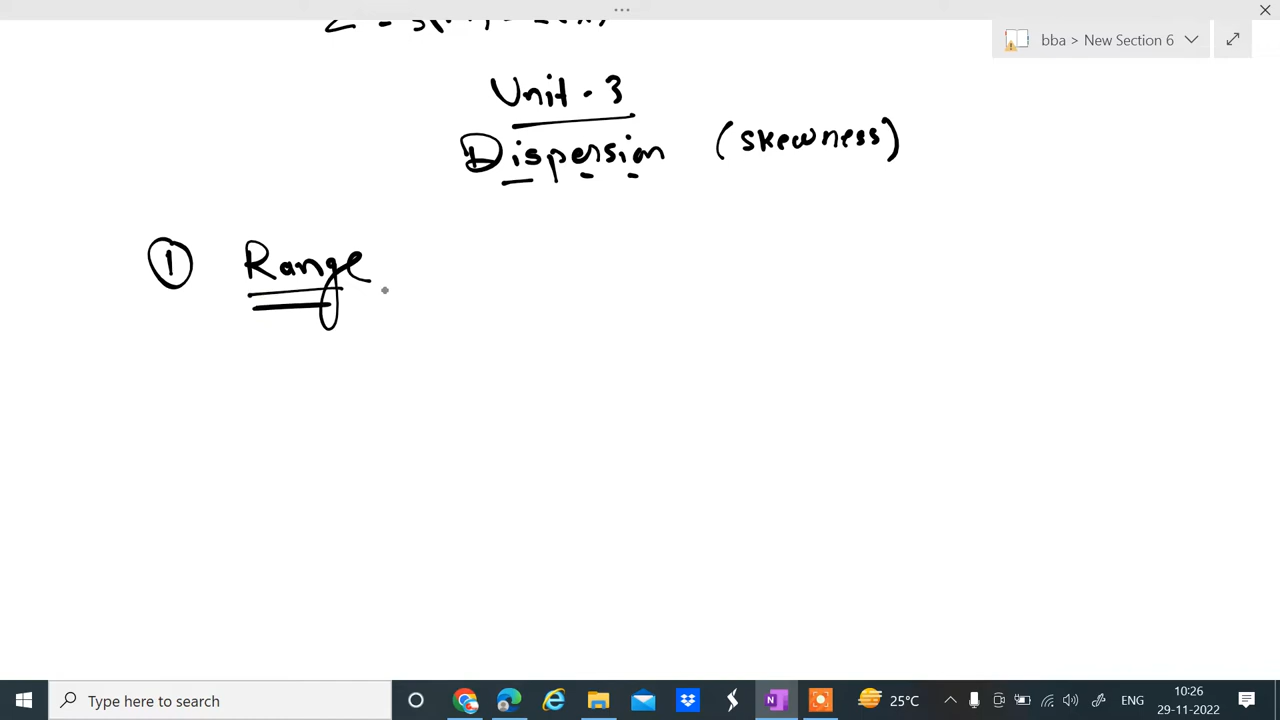 bba > New Section 6
Unit - 3
Dispersion (skewness)
1 Range
Type here to search
25°C
ENG
10:26
29-11-2022